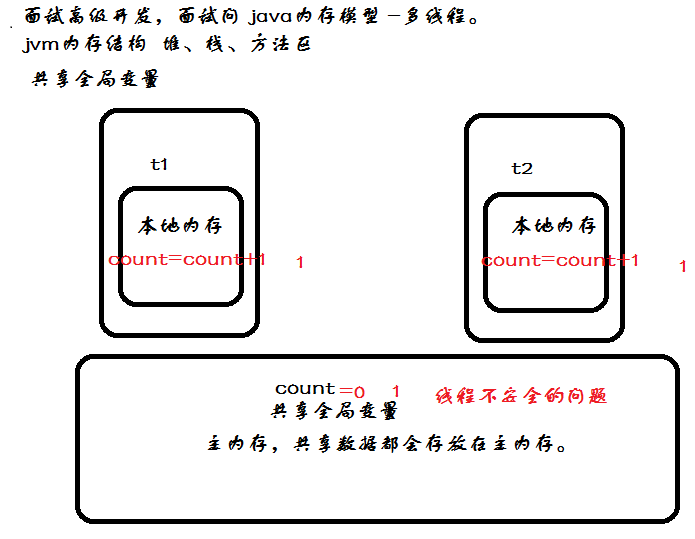 面试高级开发，面试问 java内存模型 -多线程。
jvm内存结构 堆、栈、方法区
共享全局变量
t1
t2
本地内存
本地内存
count=count+1 1
count=count+1 1
count =0 1 线程不安全的问题
共享全局变量
主内存，共享数据都会存放在主内存。